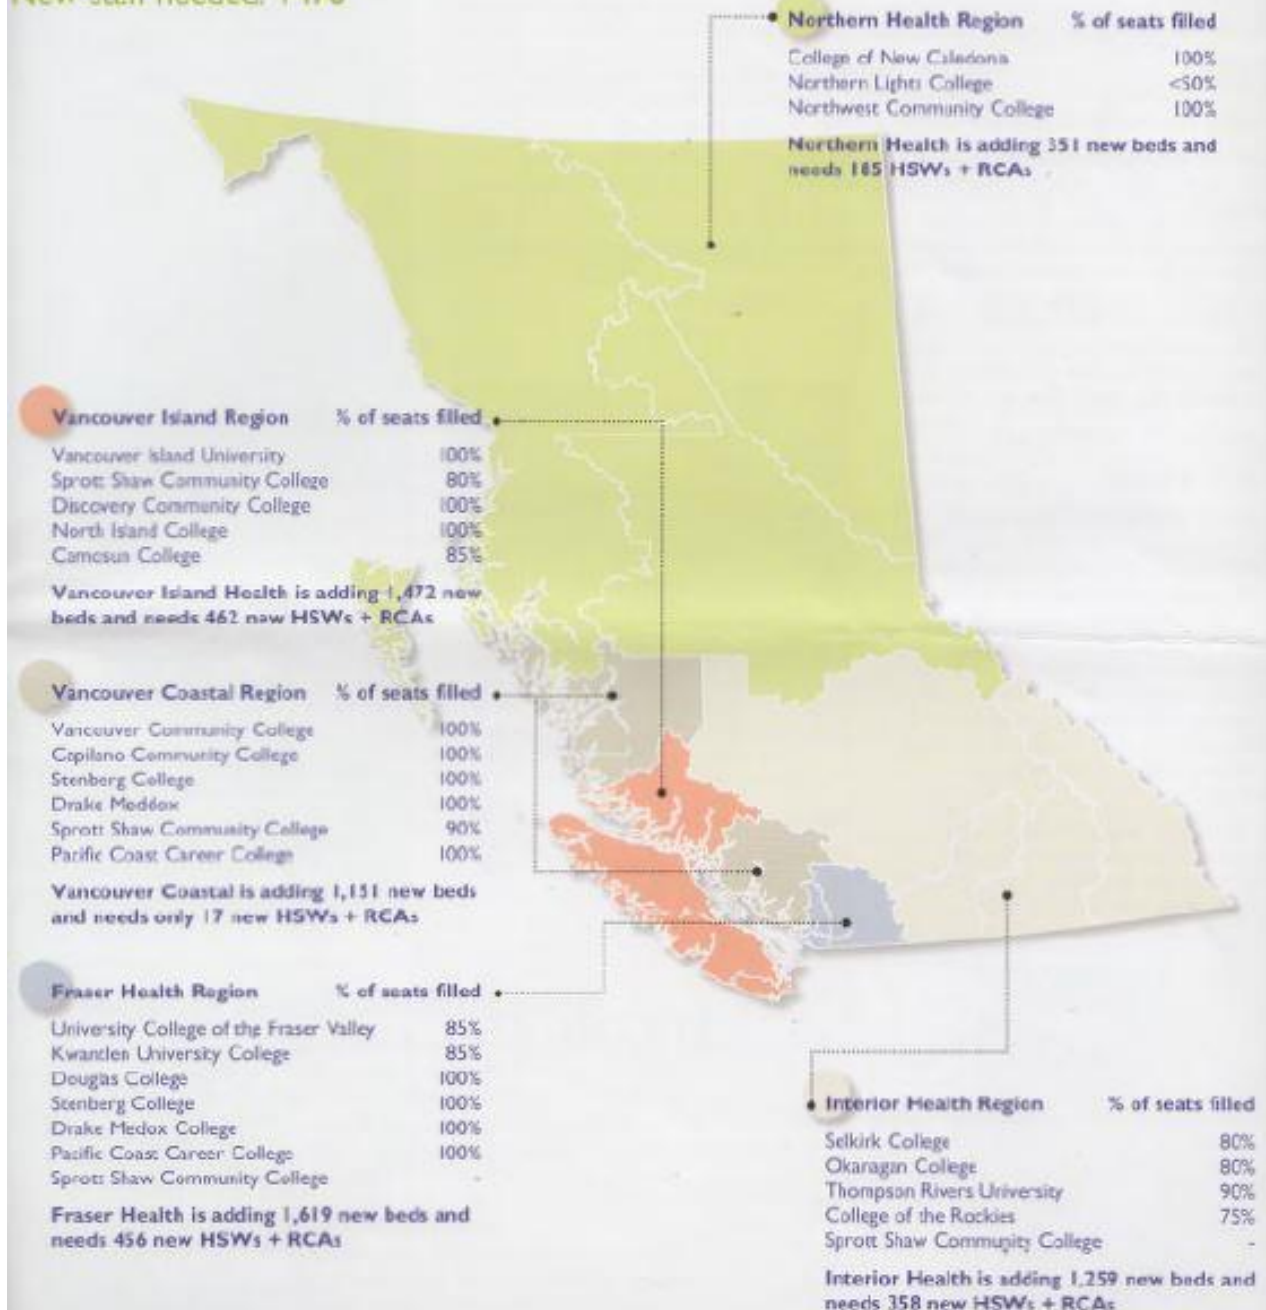 New staff needed:
Northern Health Region % of seats filled
College of New Caledonia 100%
Northern Lights College <50%
Northwest Community College 100%
Northern Health is adding 351 new beds and
needs 185 HSWs + RCAs
Vancouver Island Region % of seats filled
Vancouver Island University 100%
Sprott Shaw Community College 80%
Discovery Community College 100%
North Island College 100%
Camosun College 85%
Vancouver Island Health is adding 1,472 new
beds and needs 462 new HSWs + RCAs
Vancouver Coastal Region % of seats filled
Vancouver Community College 100%
Capilano Community College 100%
Stenberg College 100%
Drake Meddox 100%
Sprott Shaw Community College 90%
Pacific Coast Career College 100%
Vancouver Coastal is adding 1,151 new beds
and needs only 17 new HSWs + RCAs
Fraser Health Region % of seats filled
University College of the Fraser Valley 85%
Kwantlen University College 85%
Douglas College 100%
Stenberg College 100%
Drake Medox College 100%
Pacific Coast Career College 100%
Sprott Shaw Community College -
Fraser Health is adding 1,619 new beds and
needs 456 new HSWs + RCAs
Interior Health Region % of seats filled
Selkirk College 80%
Okanagan College 80%
Thompson Rivers University 90%
College of the Rockies 75%
Sprott Shaw Community College -
Interior Health is adding 1,259 new beds and
needs 358 new HSWs + RCAs